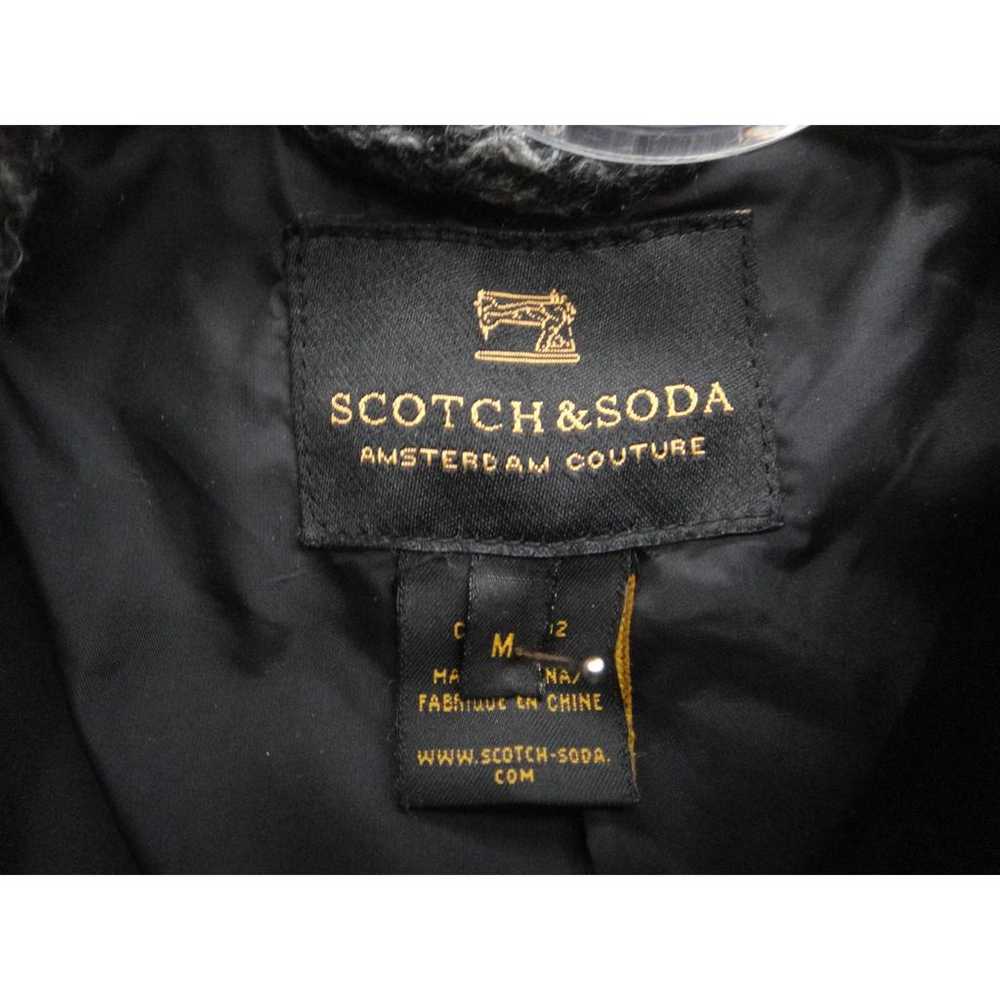 SCOTCH & SODA
AMSTERDAM COUTURE
M
FABRIQUE EN CHINE
WWW.SCOTCH-SODA.
COM